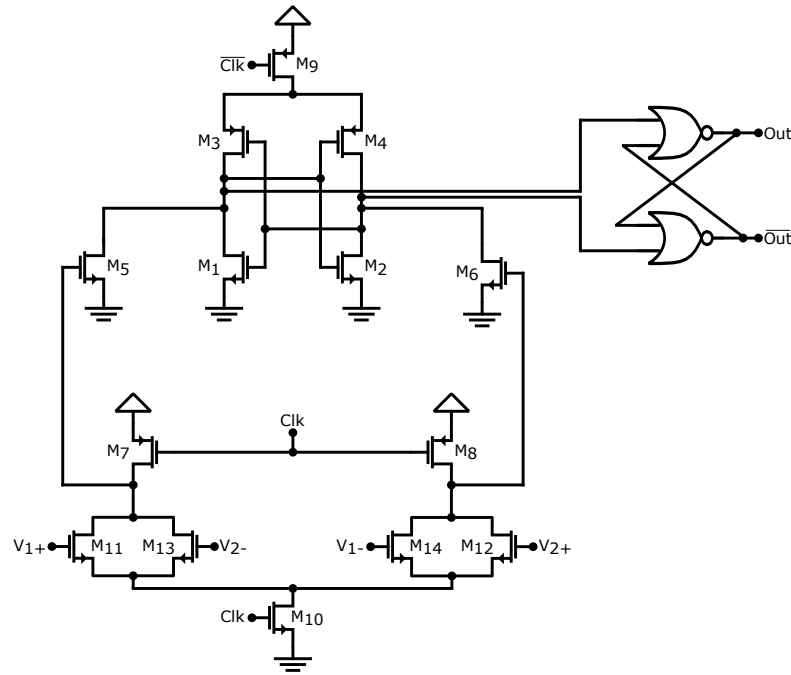 Clk M9
M3 M4
Out
M5 M1 M2 M6
Out
Clk
M7 M8
V1+ M11 M13 V2- V1- M14 M12 V2+
Clk M10